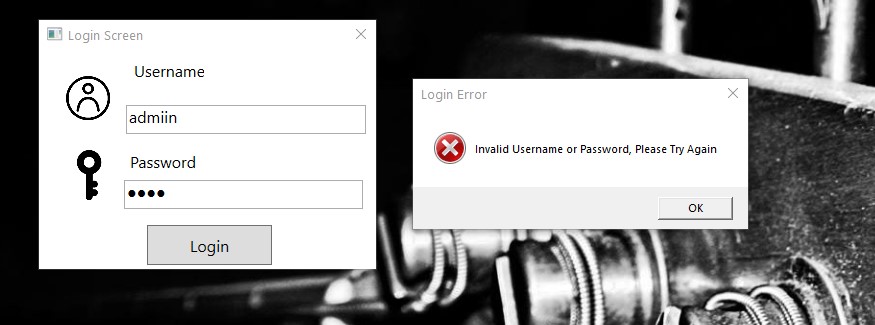 Login Screen
Username
admiin
Password
Login
Login Error
Invalid Username or Password, Please Try Again
OK